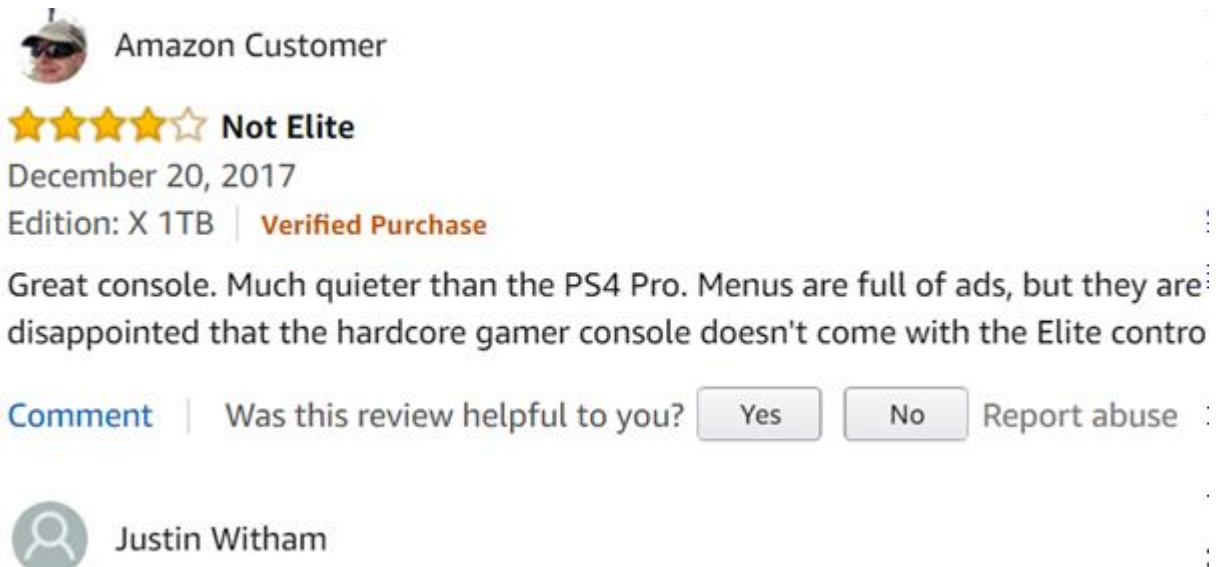 Amazon Customer
Not Elite
December 20, 2017
Edition: X 1TB | Verified Purchase
Great console. Much quieter than the PS4 Pro. Menus are full of ads, but they are
disappointed that the hardcore gamer console doesn't come with the Elite contro
Comment | Was this review helpful to you? Yes No Report abuse
Justin Witham